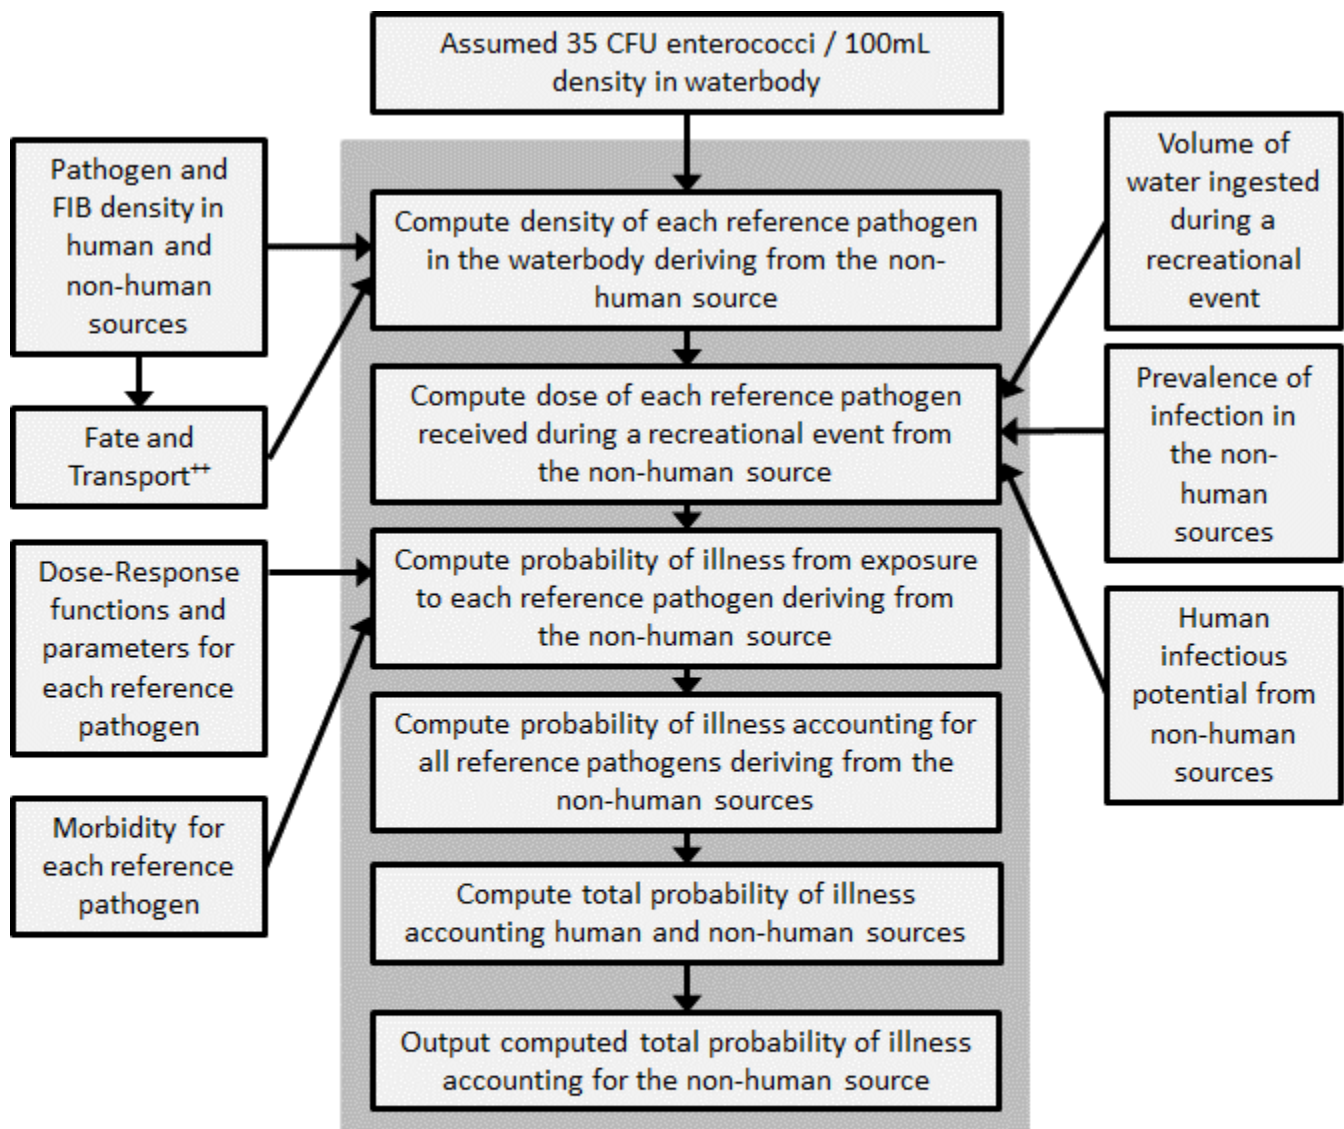 Assumed 35 CFU enterococci / 100mL
density in waterbody
Pathogen and
FIB density in
human and
non-human
sources
Fate and
Transport⁺⁺
Dose-Response
functions and
parameters for
each reference
pathogen
Morbidity for
each reference
pathogen
Compute density of each reference pathogen
in the waterbody deriving from the non-
human source
Compute dose of each reference pathogen
received during a recreational event from
the non-human source
Compute probability of illness from exposure
to each reference pathogen deriving from
the non-human source
Compute probability of illness accounting for
all reference pathogens deriving from the
non-human sources
Compute total probability of illness
accounting human and non-human sources
Output computed total probability of illness
accounting for the non-human source
Volume of
water ingested
during a
recreational
event
Prevalence of
infection in
the non-
human
sources
Human
infectious
potential from
non-human
sources